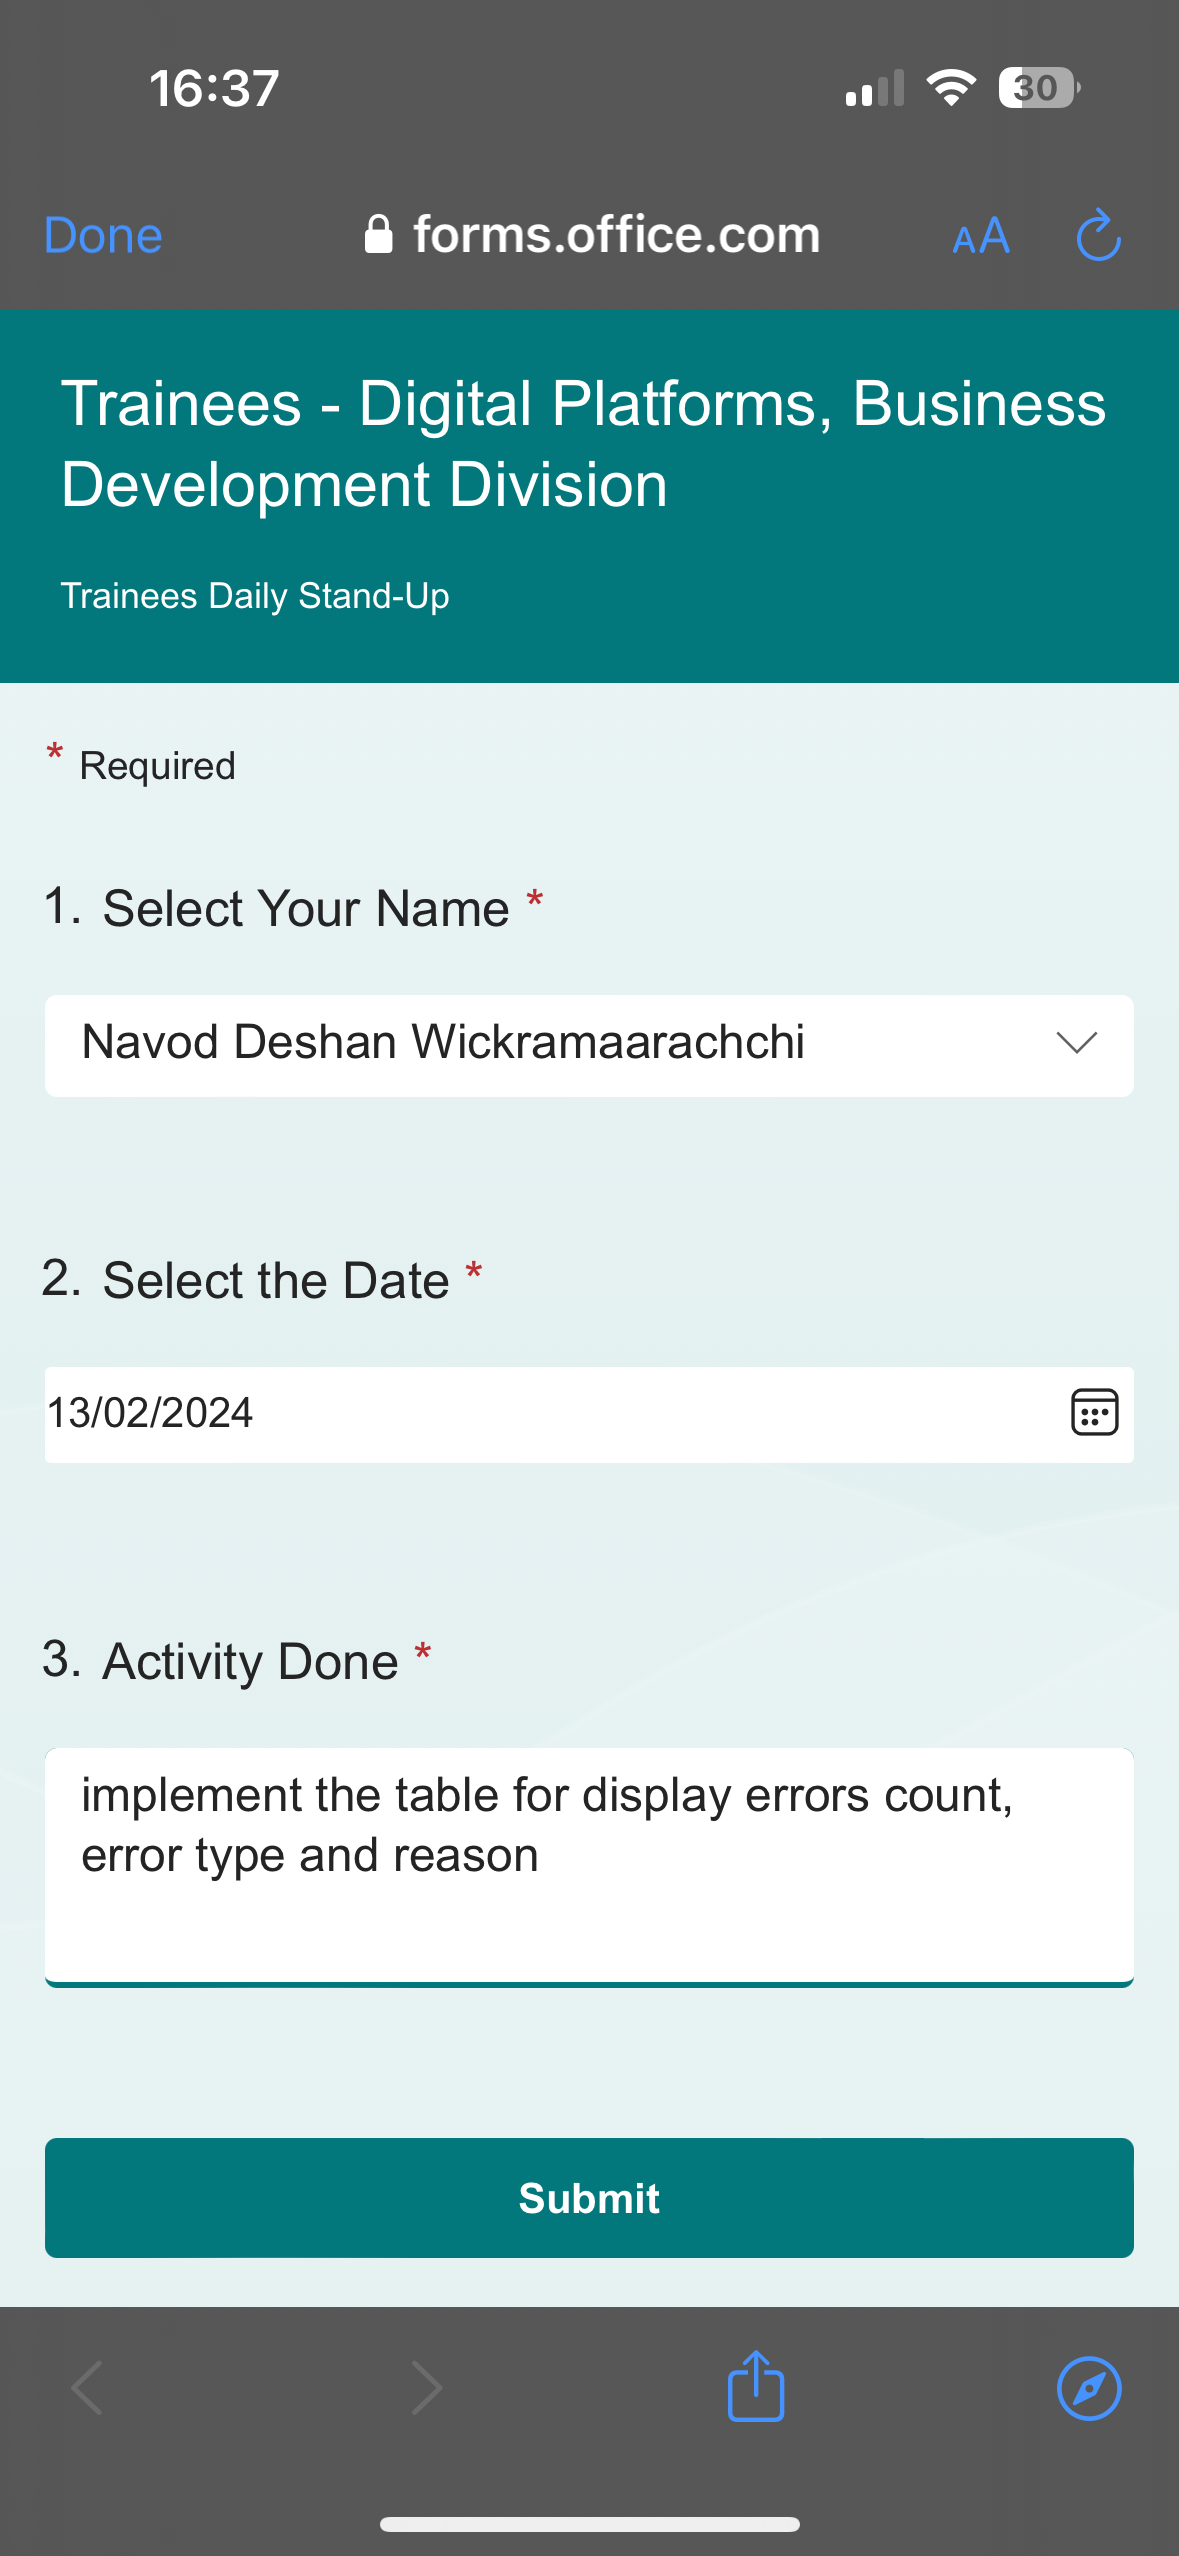 16:37
30
Done
forms.office.com
AA
Trainees - Digital Platforms, Business
Development Division
Trainees Daily Stand-Up
* Required
1. Select Your Name *
Navod Deshan Wickramaarachchi
2. Select the Date *
13/02/2024
3. Activity Done *
implement the table for display errors count,
error type and reason
Submit